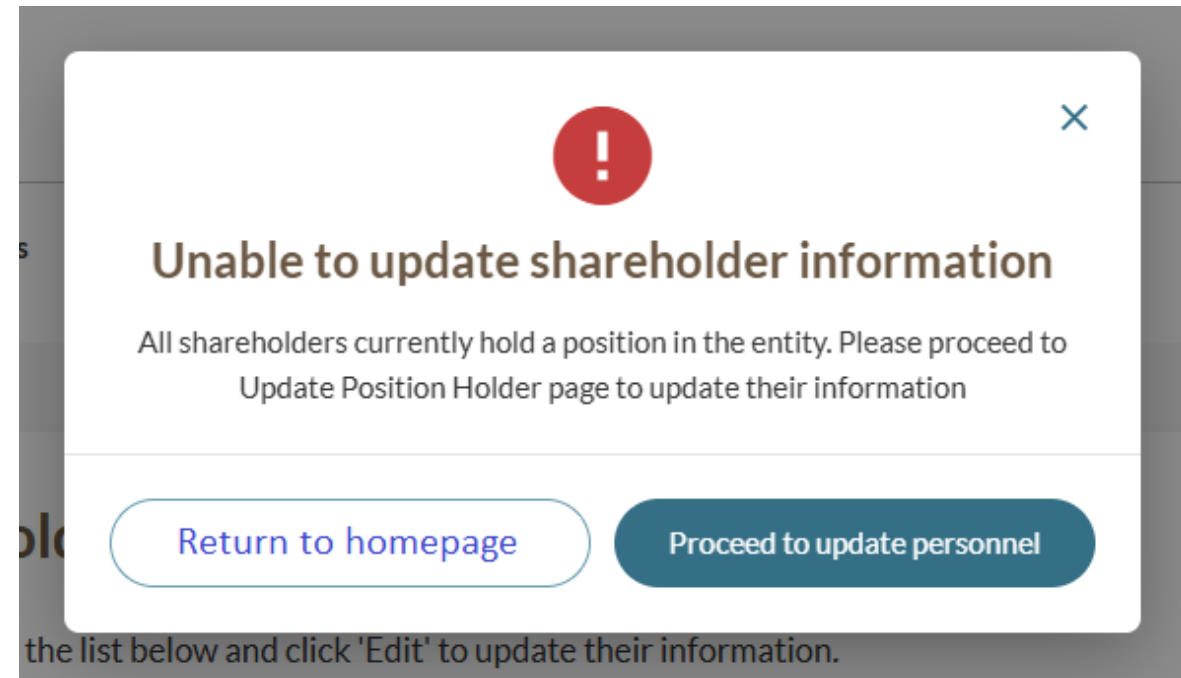 s
Unable to update shareholder information
All shareholders currently hold a position in the entity. Please proceed to
Update Position Holder page to update their information
Return to homepage
Proceed to update personnel
the list below and click 'Edit' to update their information.